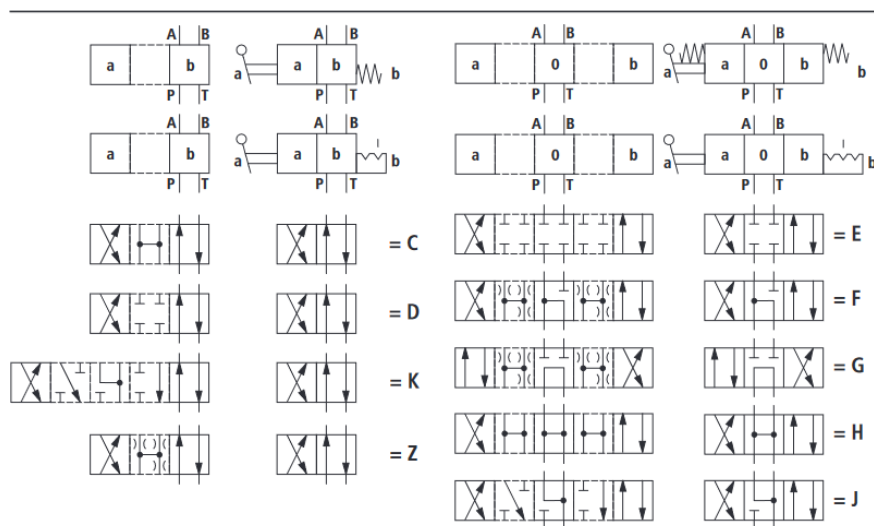 A B A B A B A B
a b a a b b a 0 b a a 0 b b
P T P T P T P T
A B A B A B A B
a b a a b b a 0 b a a 0 b b
P T P T P T P T
= C = E
= D = F
= K = G
= Z = H
= J